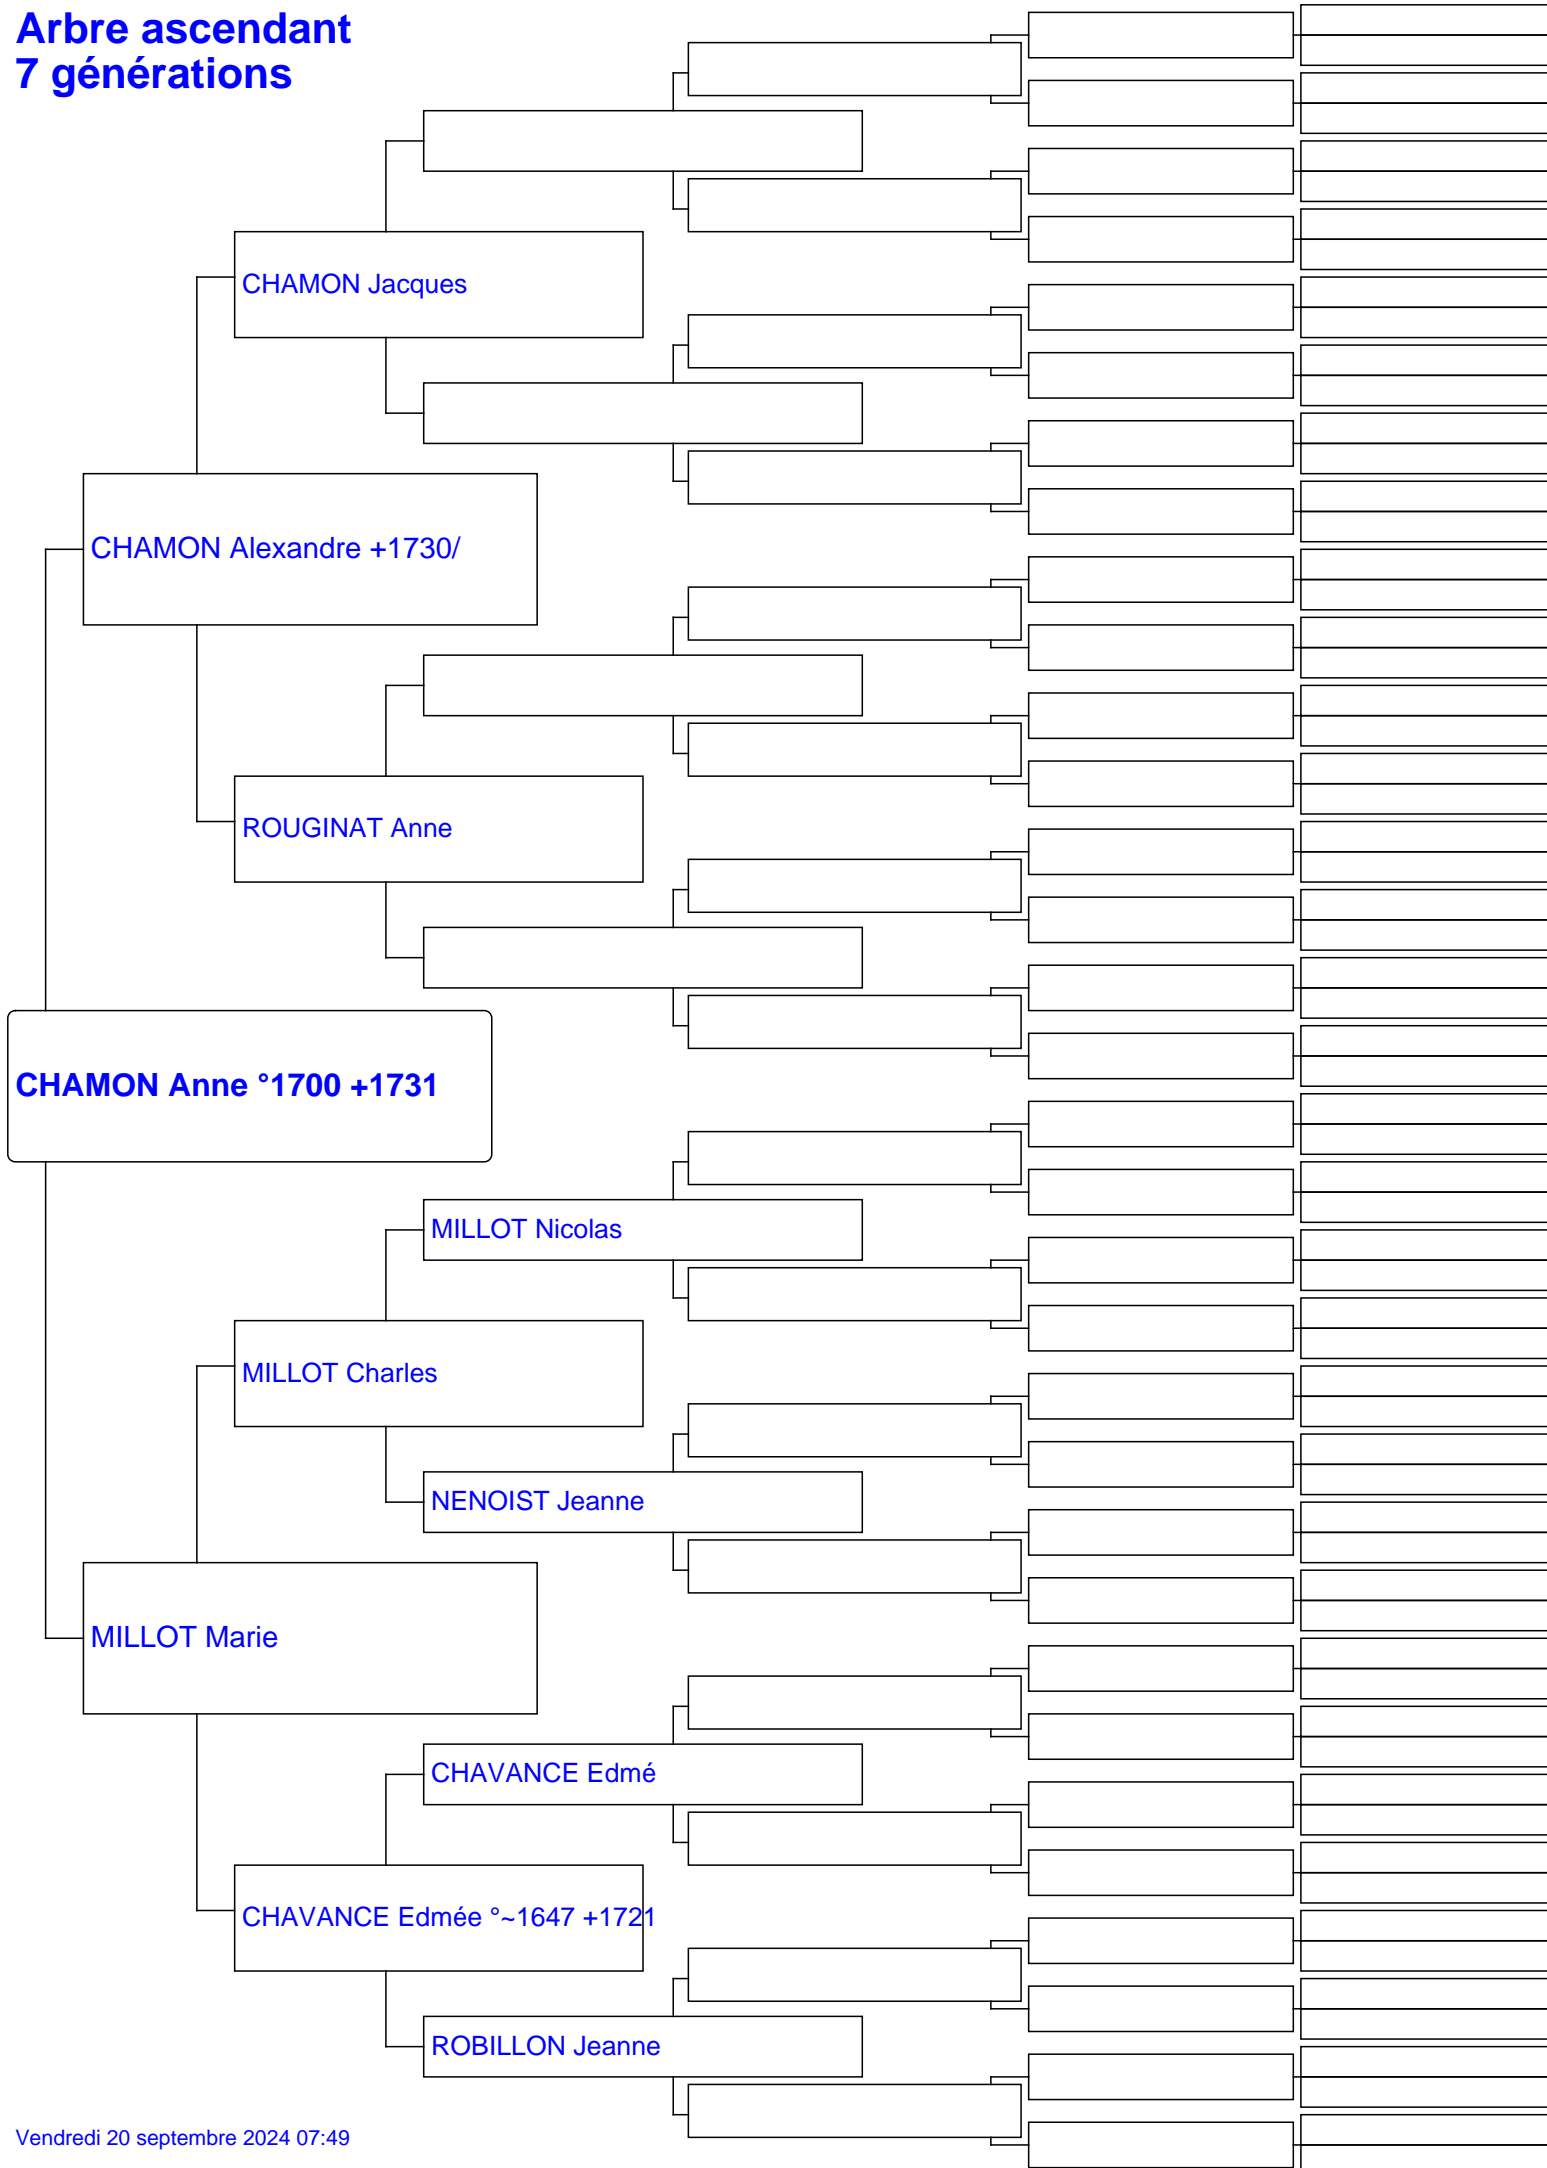 Arbre ascendant
7 générations
CHAMON Jacques
CHAMON Alexandre +1730/
ROUGINAT Anne
CHAMON Anne °1700 +1731
MILLOT Nicolas
MILLOT Charles
NENOIST Jeanne
MILLOT Marie
CHAVANCE Edmé
CHAVANCE Edmée °~1647 +1721
ROBILLON Jeanne
Vendredi 20 septembre 2024 07:49